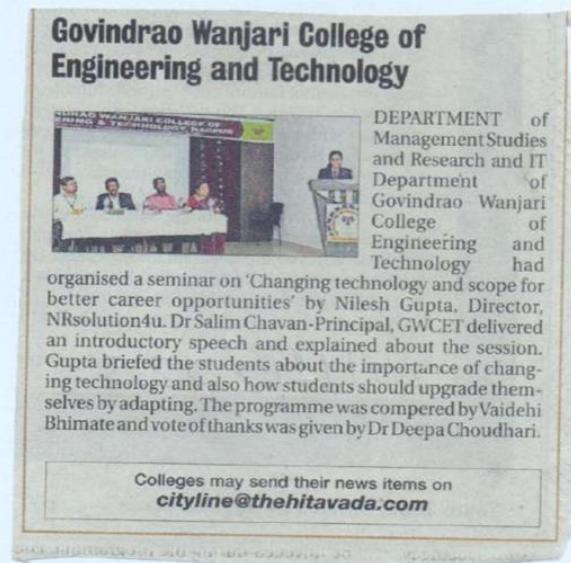 Govindrao Wanjari College of
Engineering and Technology
WANJARI COLLEGE OF
& TECHNOLOGY, NAGPUR
DEPARTMENT of
Management Studies
and Research and IT
Department of
Govindrao Wanjari
College of
Engineering and
Technology had
organised a seminar on 'Changing technology and scope for
better career opportunities' by Nilesh Gupta, Director,
NRsolution4u. Dr Salim Chavan-Principal, GWCET delivered
an introductory speech and explained about the session.
Gupta briefed the students about the importance of chang-
ing technology and also how students should upgrade them-
selves by adapting. The programme was compered by Vaidehi
Bhimate and vote of thanks was given by Dr Deepa Choudhari.
Colleges may send their news items on
cityline@thehitavada.com